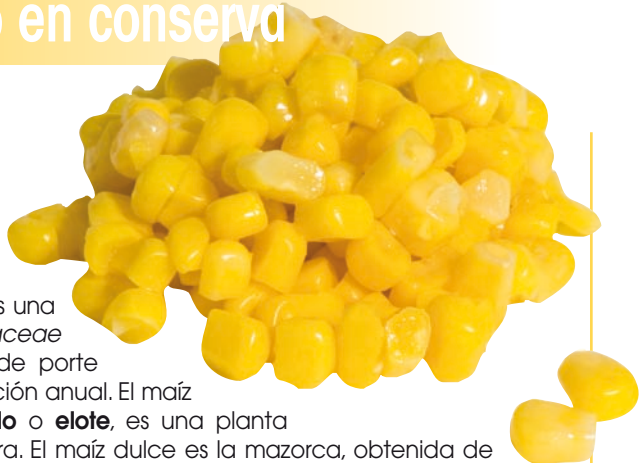 o en conserva
s una
aceae
de porte
ción anual. El maíz
do o elote, es una planta
ra. El maíz dulce es la mazorca, obtenida de